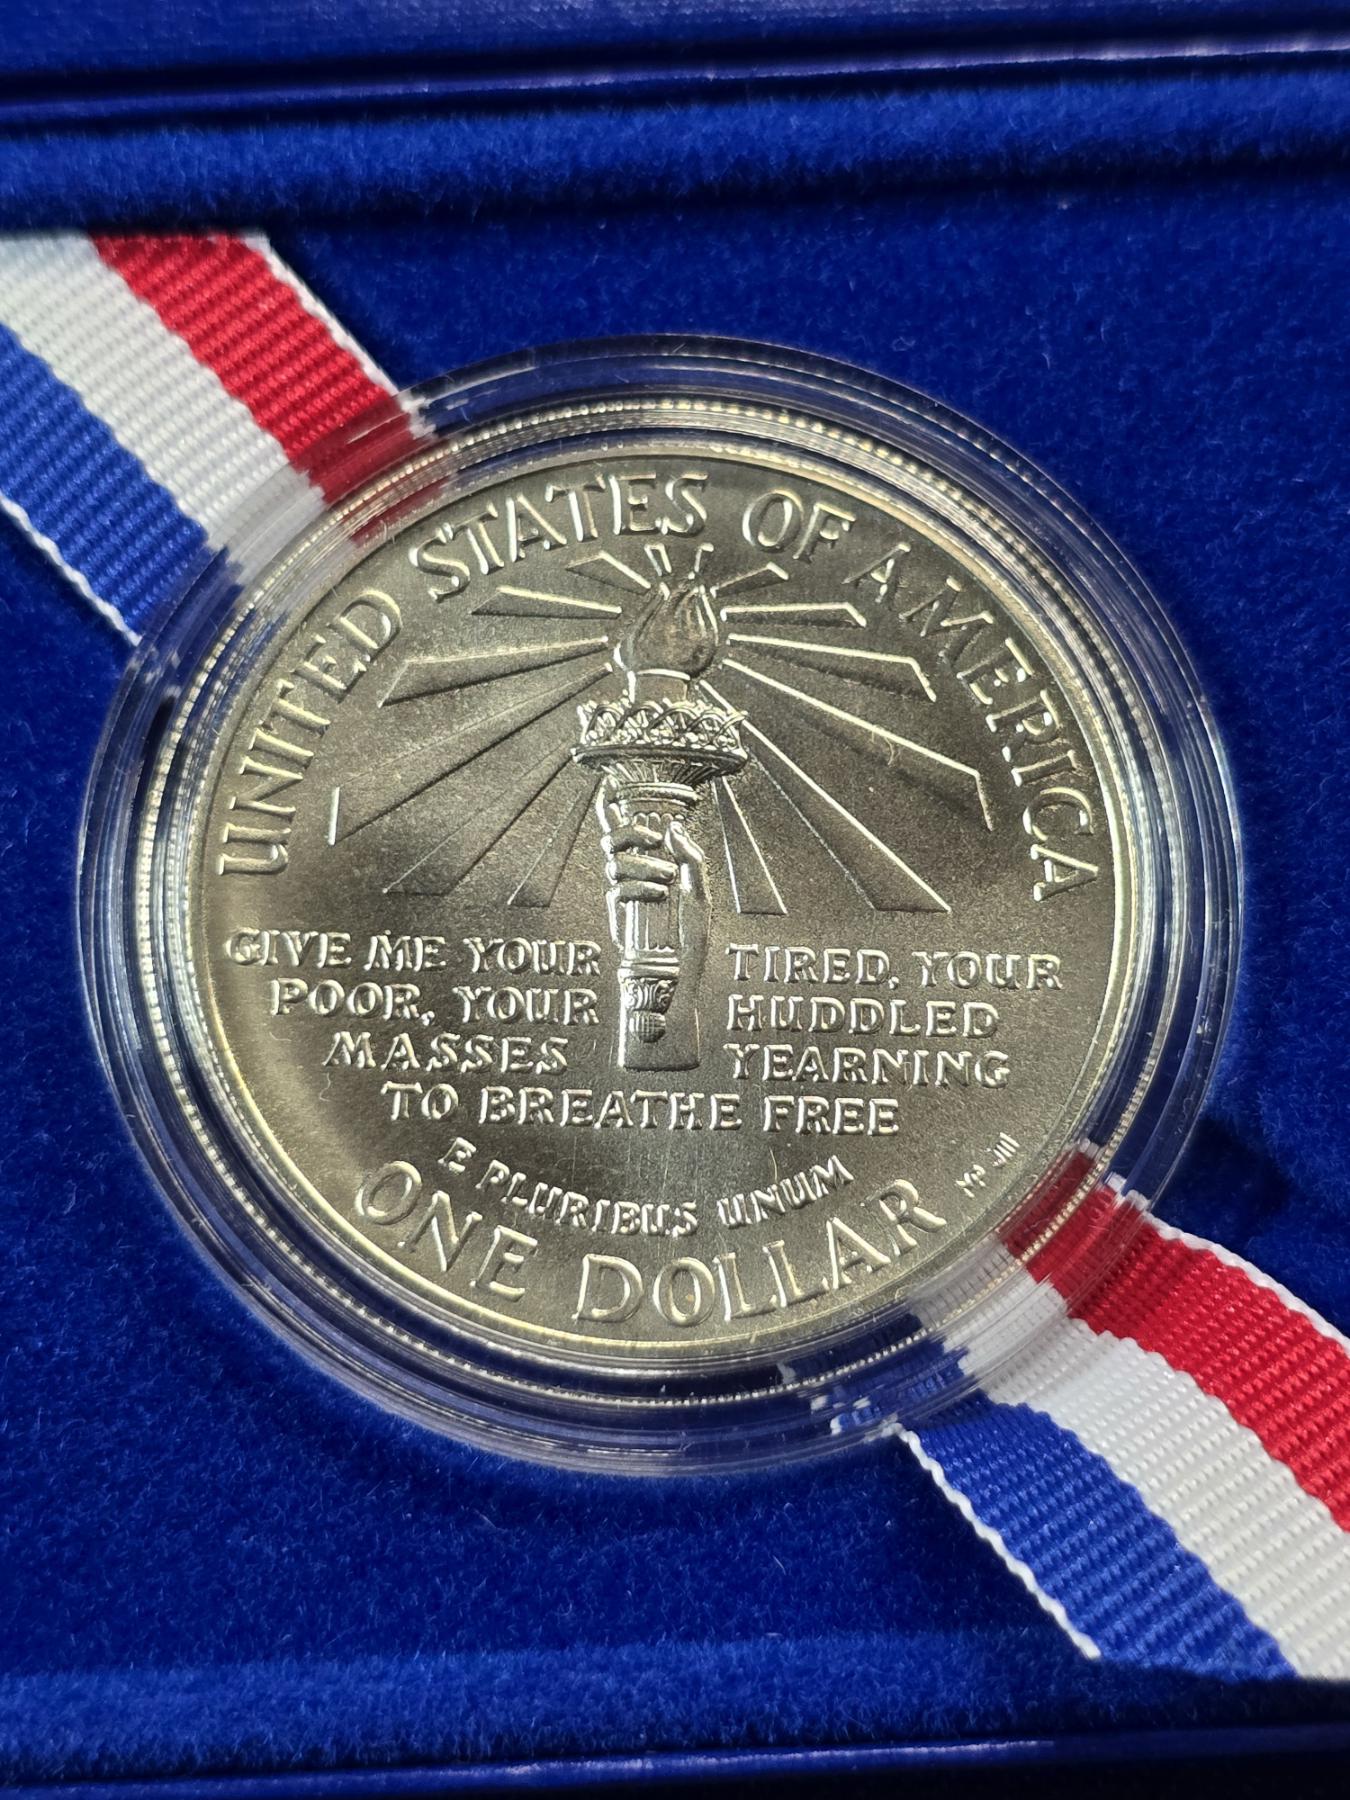 UNITED STATES OF AMERICA
GIVE ME YOUR TIRED, YOUR
POOR, YOUR HUDDLED
MASSES YEARNING
TO BREATHE FREE
E PLURIBUS UNUM
ONE DOLLAR